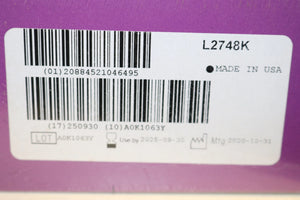 L2748K
(01)20884521046495
MADE IN USA
(17)250930 (10)A0K1063Y
LOT A0K1063Y Use by 2025-09-30 Mfg 2020-10-31